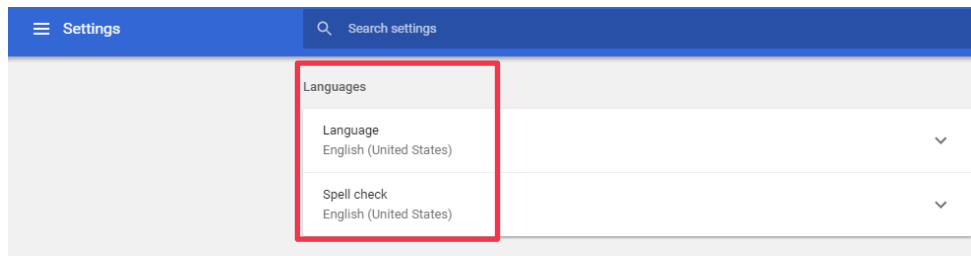 Settings
Search settings
Languages
Language
English (United States)
Spell check
English (United States)